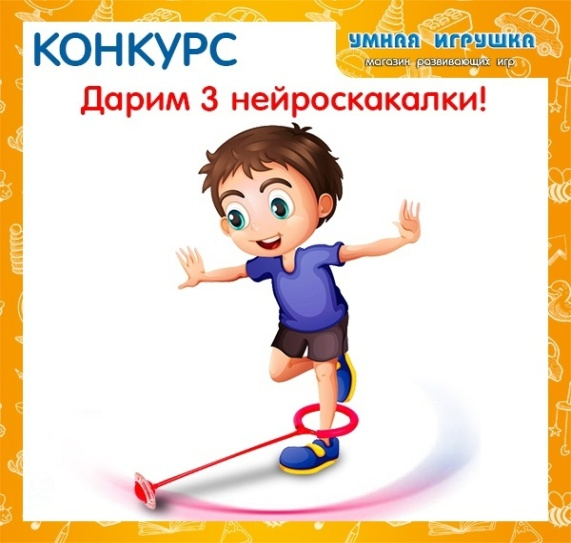 КОНКУРС
УМНАЯ ИГРУШКА
магазин развивающих игр
Дарим 3 нейроскакалки!